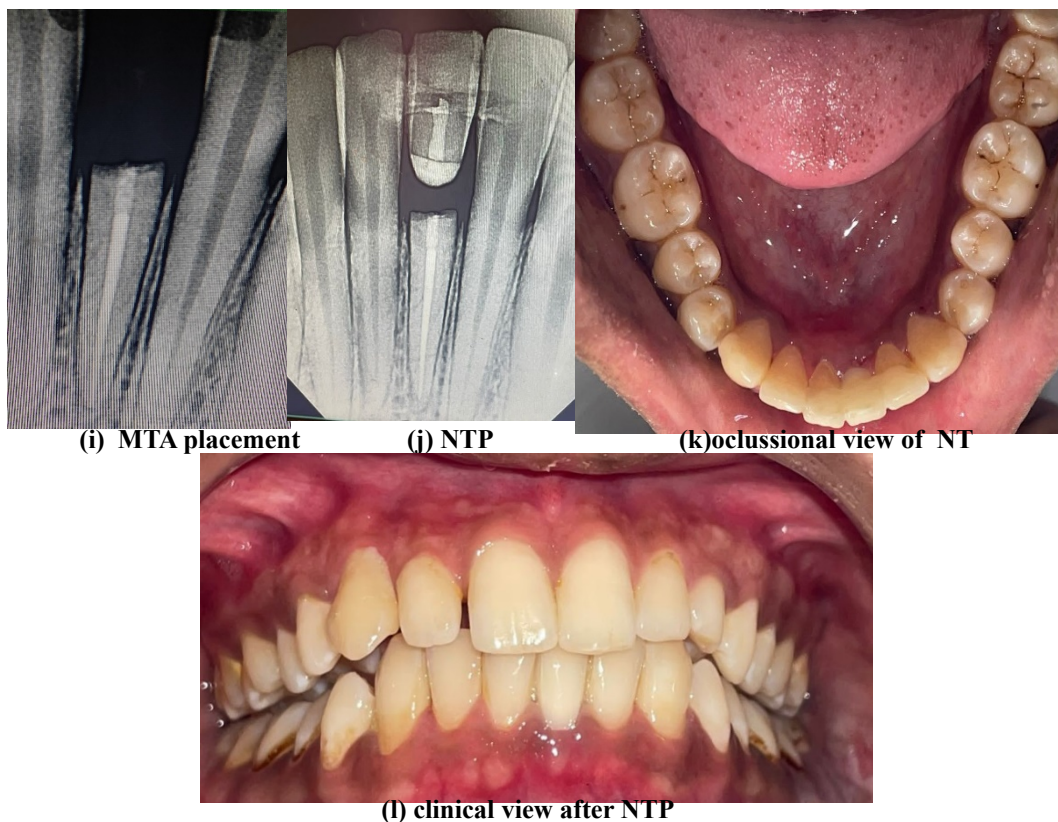 (i) MTA placement
(j) NTP
(k)oclussional view of NT
(l) clinical view after NTP